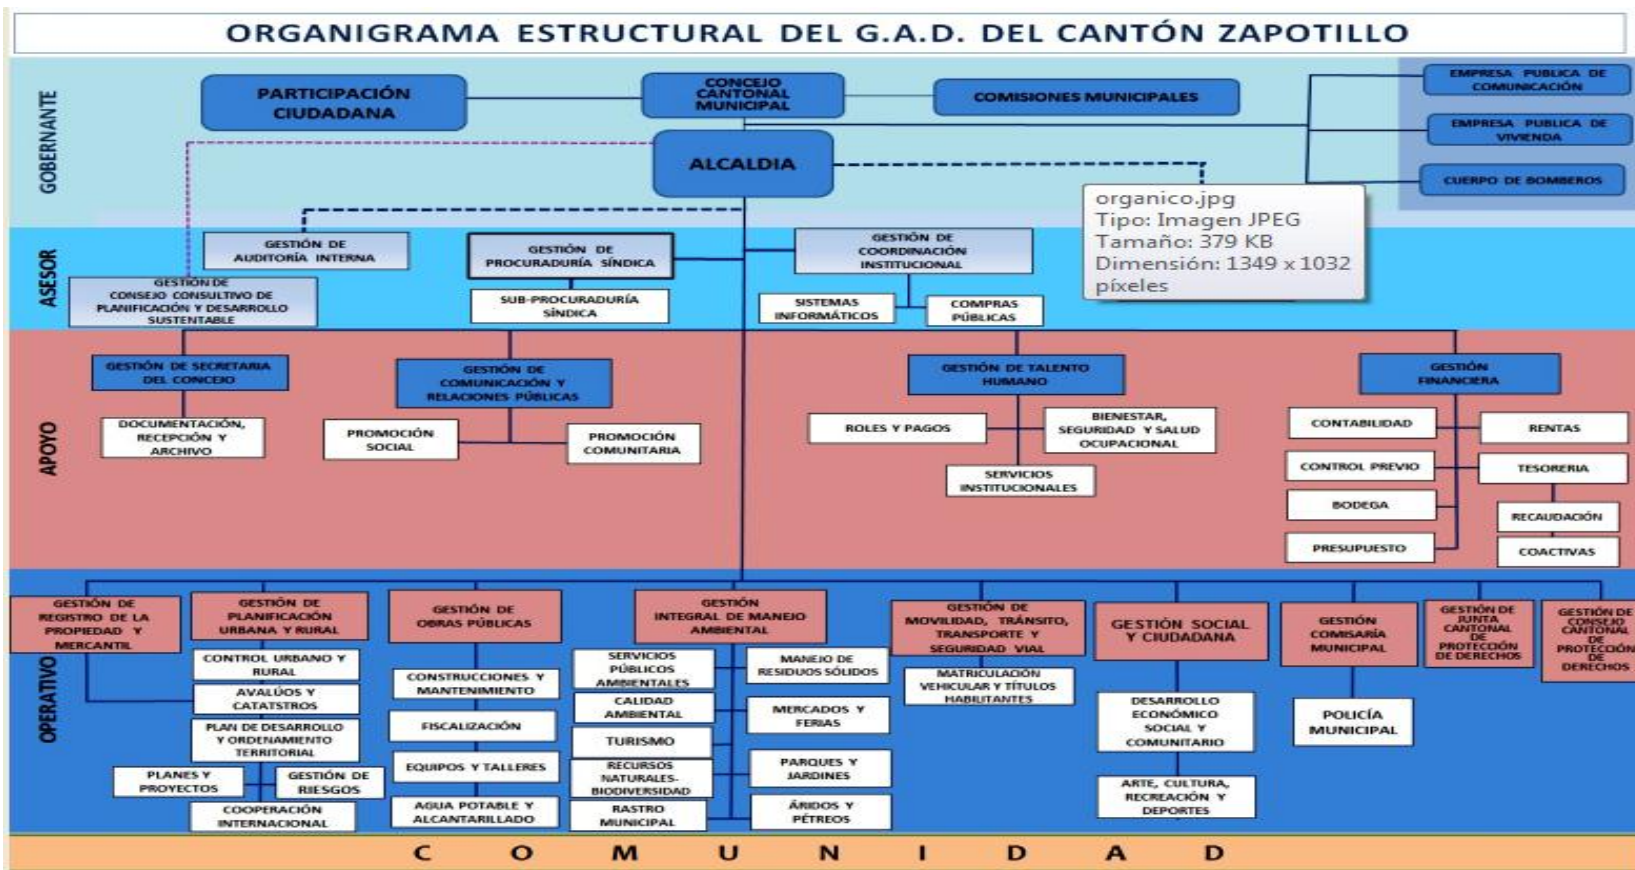 ORGANIGRAMA ESTRUCTURAL DEL G.A.D. DEL CANTÓN ZAPOTILLO
GOBERNANTE
PARTICIPACIÓN
CIUDADANA
CONCEJO
CANTONAL
MUNICIPAL
COMISIONES MUNICIPALES
EMPRESA PUBLICA DE
COMUNICACIÓN
EMPRESA PUBLICA DE
VIVIENDA
CUERPO DE BOMBEROS
ALCALDIA
organico.jpg
Tipo: Imagen JPEG
Tamaño: 379 KB
Dimensión: 1349 x 1032
píxeles
ASESOR
GESTIÓN DE
AUDITORÍA INTERNA
GESTIÓN DE
PROCURADURÍA SÍNDICA
GESTIÓN DE
COORDINACIÓN
INSTITUCIONAL
GESTIÓN DE
CONSEJO CONSULTIVO DE
PLANIFICACIÓN Y DESARROLLO
SUSTENTABLE
SUB-PROCURADURÍA
SÍNDICA
SISTEMAS
INFORMÁTICOS
COMPRAS
PÚBLICAS
APOYO
GESTIÓN DE SECRETARIA
DEL CONCEJO
GESTIÓN DE
COMUNICACIÓN Y
RELACIONES PÚBLICAS
GESTIÓN DE TALENTO
HUMANO
GESTIÓN
FINANCIERA
DOCUMENTACIÓN,
RECEPCIÓN Y
ARCHIVO
PROMOCIÓN
SOCIAL
PROMOCIÓN
COMUNITARIA
ROLES Y PAGOS
BIENESTAR,
SEGURIDAD Y SALUD
OCUPACIONAL
SERVICIOS
INSTITUCIONALES
CONTABILIDAD
RENTAS
CONTROL PREVIO
TESORERIA
BODEGA
RECAUDACIÓN
PRESUPUESTO
COACTIVAS
OPERATIVO
GESTIÓN DE
REGISTRO DE LA
PROPIEDAD Y
MERCANTIL
GESTIÓN DE
PLANIFICACIÓN
URBANA Y RURAL
GESTIÓN DE
OBRAS PÚBLICAS
GESTIÓN
INTEGRAL DE MANEJO
AMBIENTAL
GESTIÓN DE
MOVILIDAD, TRÁNSITO,
TRANSPORTE Y
SEGURIDAD VIAL
GESTIÓN SOCIAL
Y CIUDADANA
GESTIÓN
COMISARÍA
MUNICIPAL
GESTIÓN DE
JUNTA
CANTONAL DE
PROTECCIÓN
DE DERECHOS
GESTIÓN DE
CONSEJO
CANTONAL
DE
PROTECCIÓN
DE
DERECHOS
CONTROL URBANO Y
RURAL
AVALÚOS Y
CATATSTROS
PLAN DE DESARROLLO
Y ORDENAMIENTO
TERRITORIAL
PLANES Y
PROYECTOS
GESTIÓN DE
RIESGOS
COOPERACIÓN
INTERNACIONAL
CONSTRUCCIONES Y
MANTENIMIENTO
FISCALIZACIÓN
EQUIPOS Y TALLERES
AGUA POTABLE Y
ALCANTARILLADO
SERVICIOS
PÚBLICOS
AMBIENTALES
MANEJO DE
RESIDUOS SÓLIDOS
CALIDAD
AMBIENTAL
MERCADOS Y
FERIAS
TURISMO
RECURSOS
NATURALES-
BIODIVERSIDAD
PARQUES Y
JARDINES
RASTRO
MUNICIPAL
ÁRIDOS Y
PÉTREOS
MATRICULACIÓN
VEHICULAR Y TÍTULOS
HABILITANTES
DESARROLLO
ECONÓMICO
SOCIAL Y
COMUNITARIO
ARTE, CULTURA,
RECREACIÓN Y
DEPORTES
POLICÍA
MUNICIPAL
COMUNIDAD